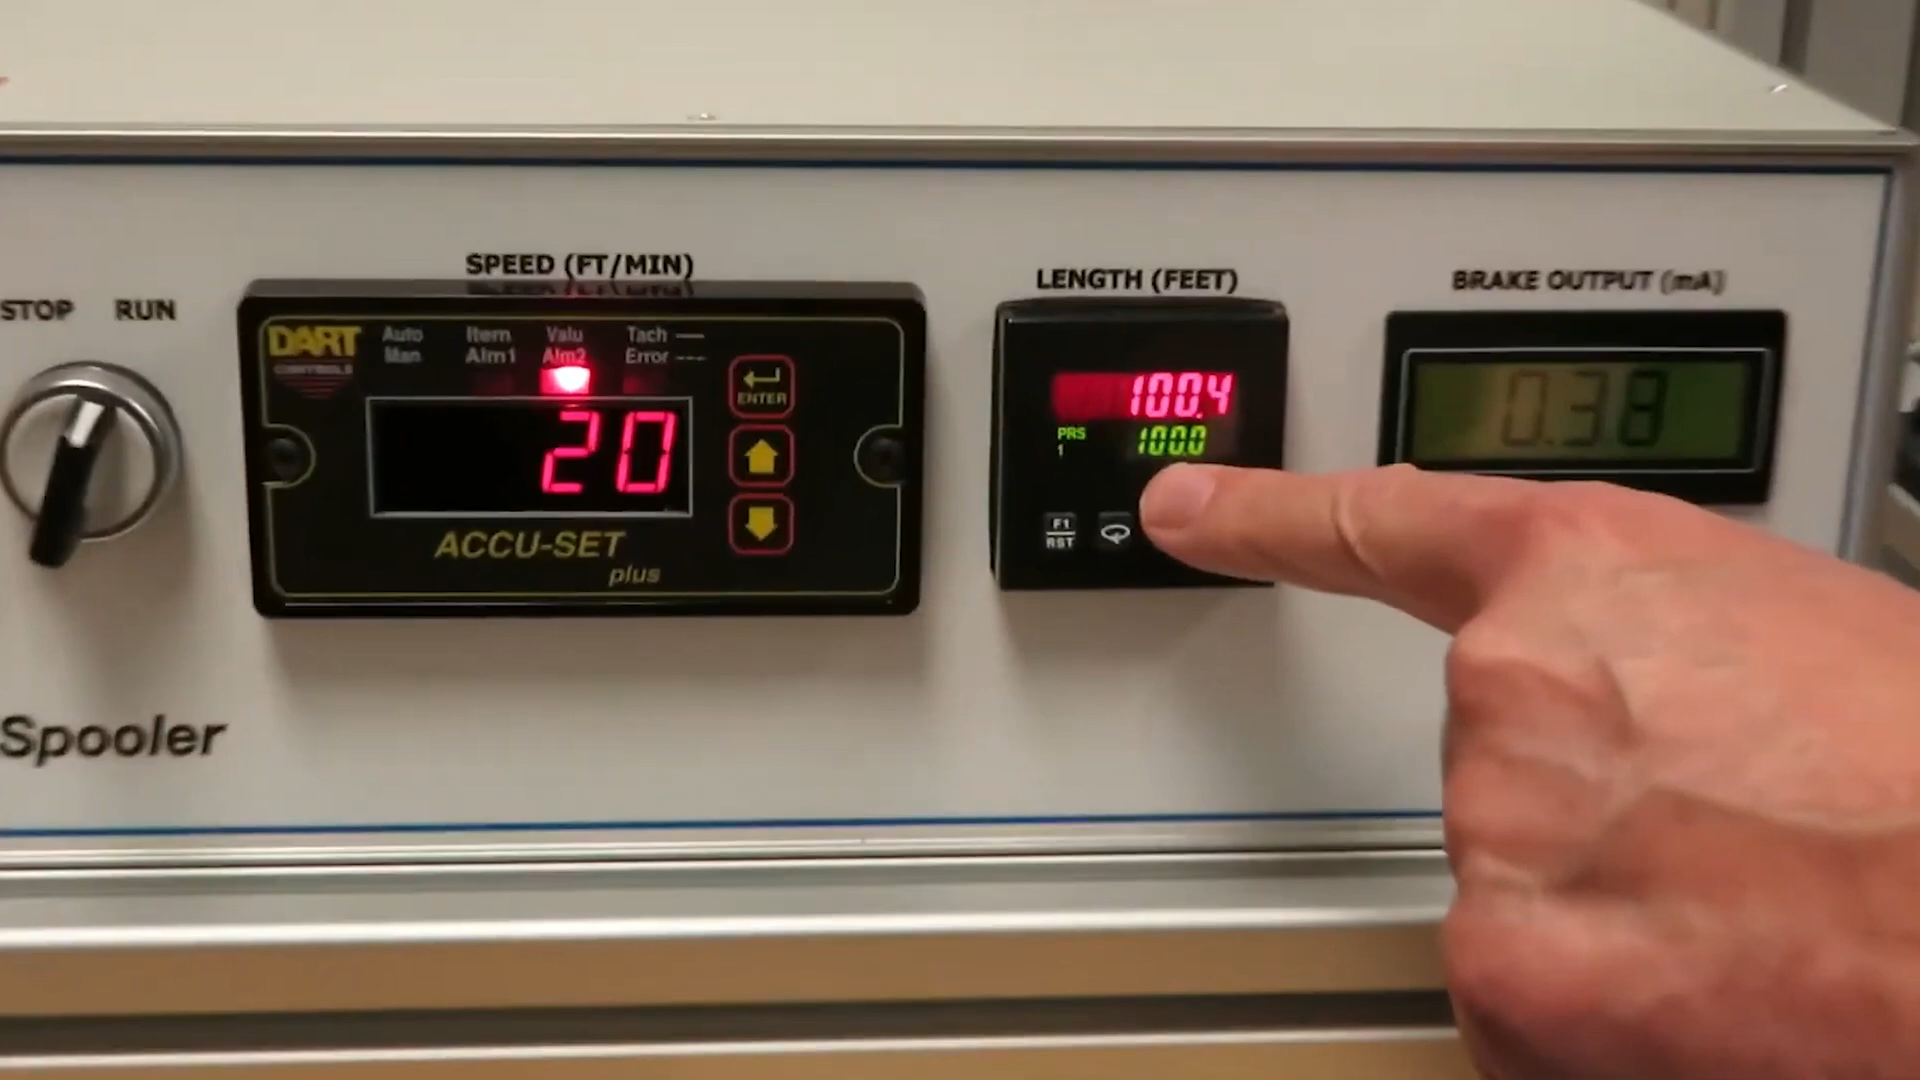 SPEED (FT/MIN)
LENGTH (FEET)
BRAKE OUTPUT (mA)
STOP RUN
DART
CONTROLS
Auto Item Valu Tach
Man Alm1 Alm2 Error
ENTER
20
ACCU-SET
plus
100.4
PRS 100.0
1
F1
RST
0.38
Spooler